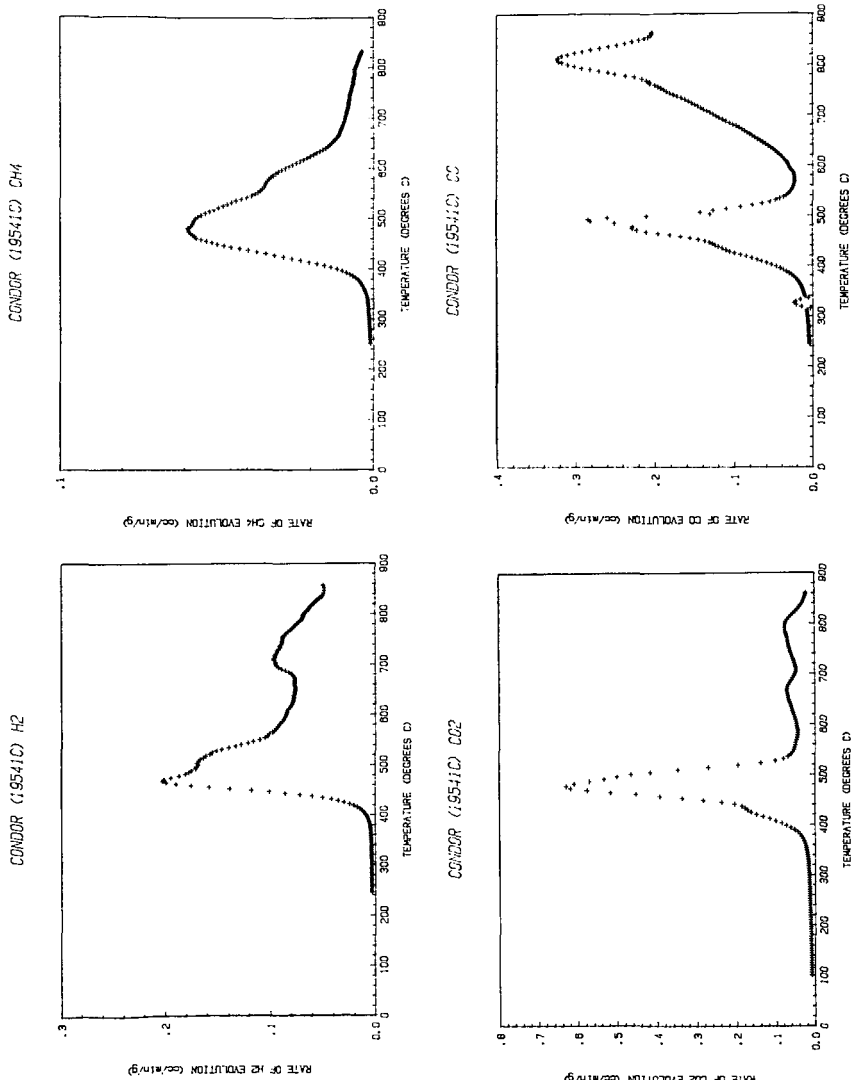 CONDOR (19541C) H2
.3
.2
.1
0.0
RATE OF H2 EVOLUTION (cc/min/g)
0 100 200 300 400 500 600 700 800 900
TEMPERATURE (DEGREES C)
CONDOR (19541C) CH4
.1
0.0
RATE OF CH4 EVOLUTION (cc/min/g)
0 100 200 300 400 500 600 700 800 900
TEMPERATURE (DEGREES C)
CONDOR (19541C) CO2
.8
.7
.6
.5
.4
.3
.2
.1
0.0
RATE OF CO2 EVOLUTION (cc/min/g)
0 100 200 300 400 500 600 700 800 900
TEMPERATURE (DEGREES C)
CONDOR (19541C) CO
.4
.3
.2
.1
0.0
RATE OF CO EVOLUTION (cc/min/g)
0 100 200 300 400 500 600 700 800 900
TEMPERATURE (DEGREES C)